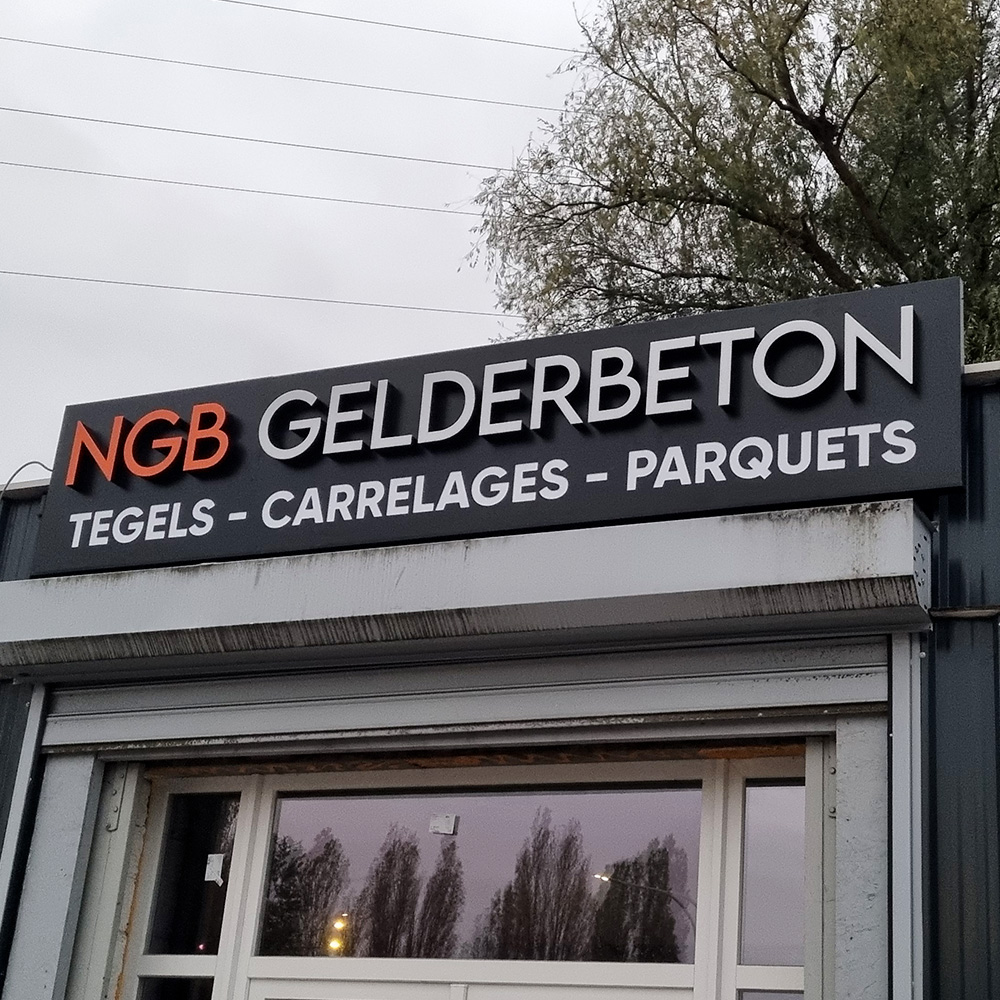 NGB GELDERBETON
TEGELS - CARRELAGES - PARQUETS